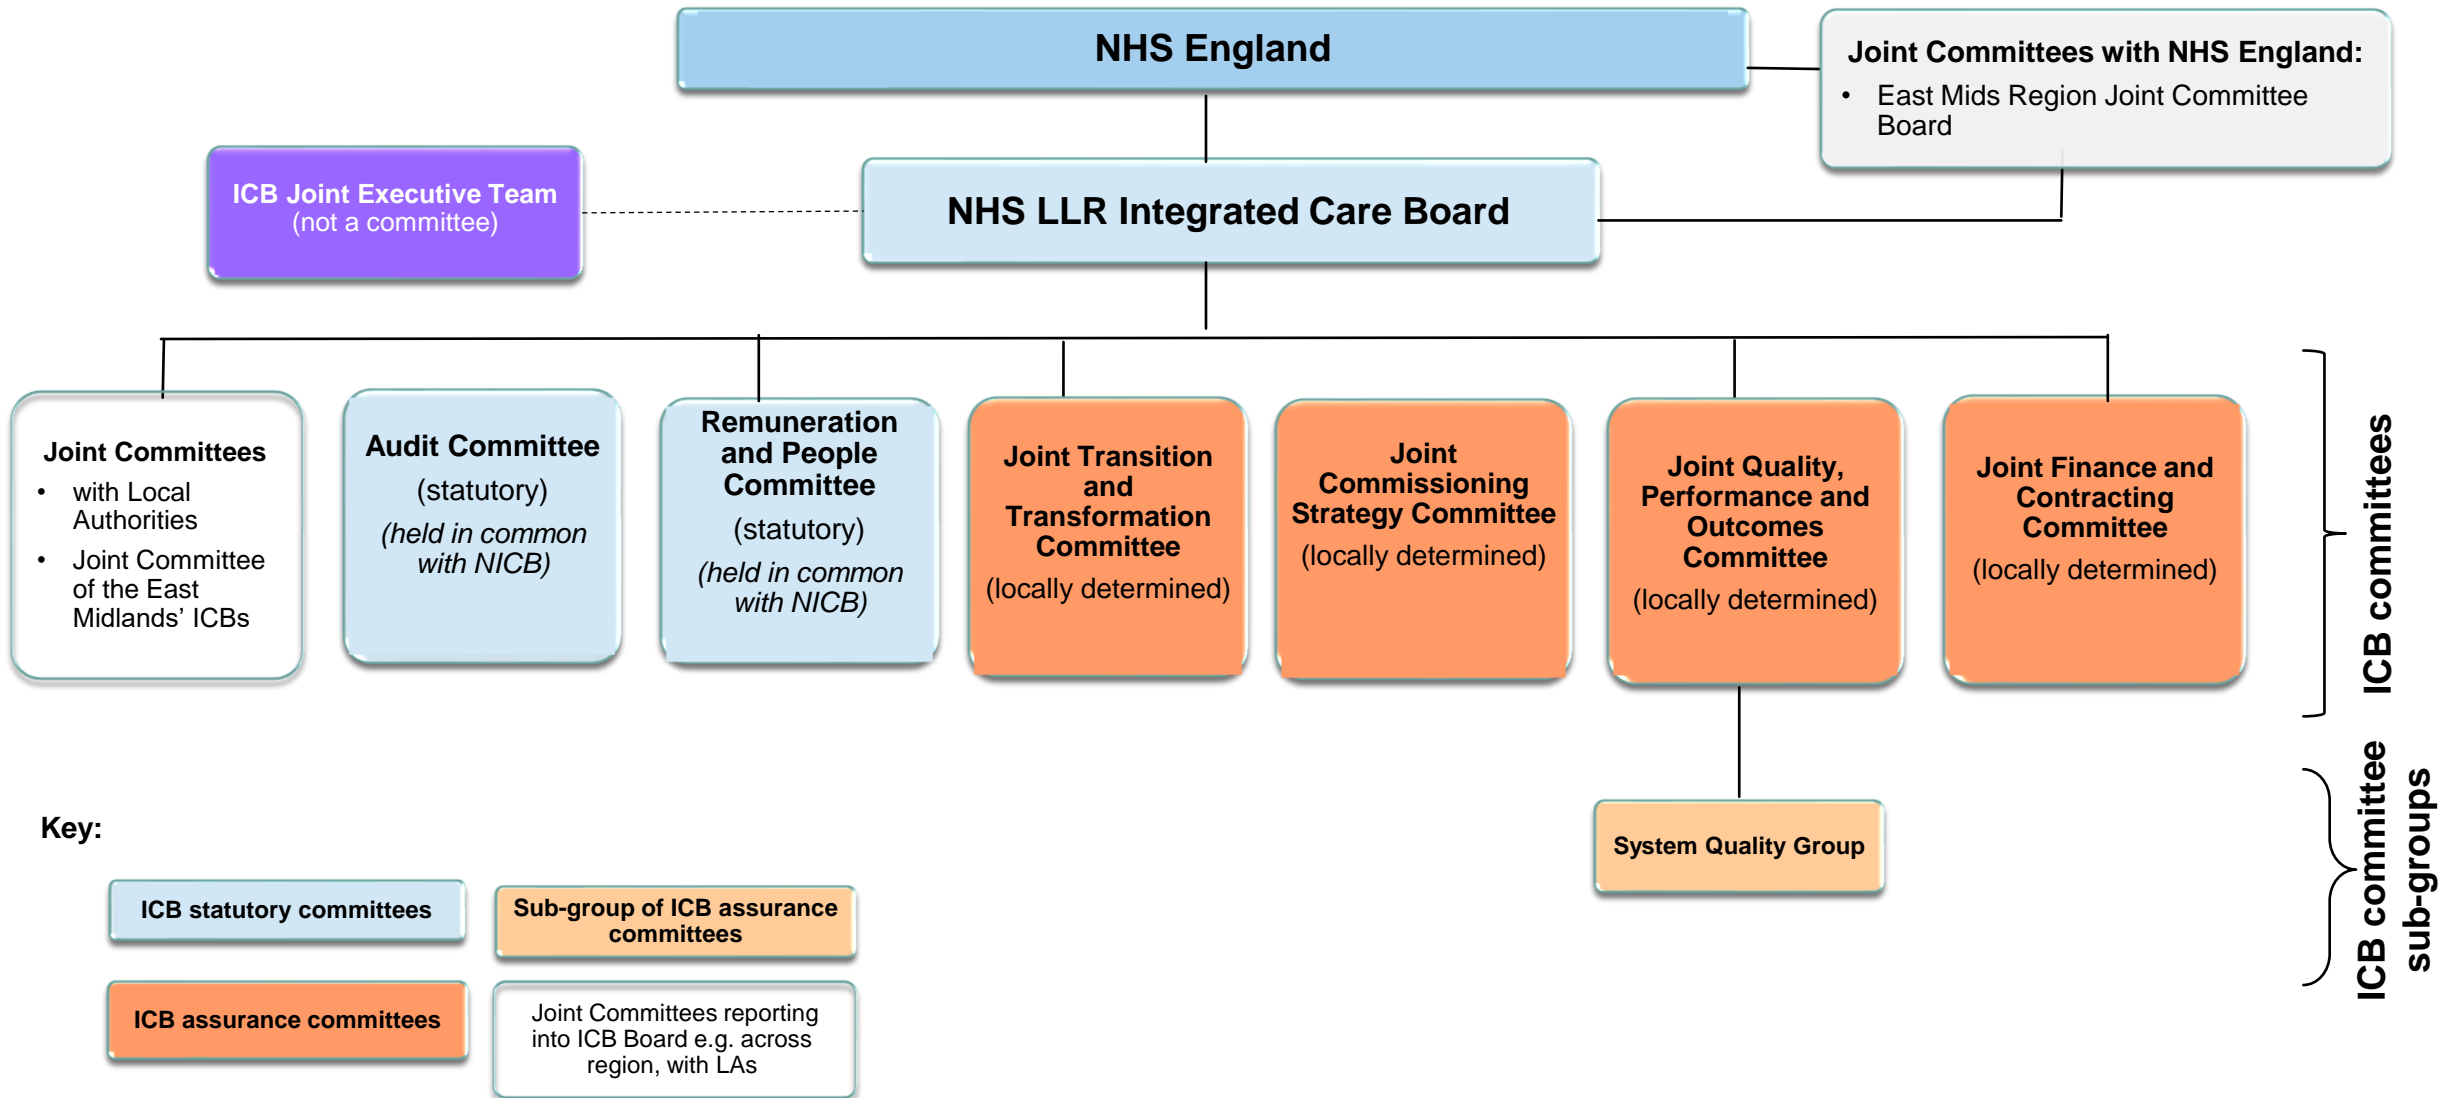 NHS England
Joint Committees with NHS England:
• East Mids Region Joint Committee
Board
ICB Joint Executive Team
(not a committee)
NHS LLR Integrated Care Board
Joint Committees
• with Local
Authorities
• Joint Committee
of the East
Midlands’ ICBs
Audit Committee
(statutory)
(held in common
with NICB)
Remuneration
and People
Committee
(statutory)
(held in common
with NICB)
Joint Transition
and
Transformation
Committee
(locally determined)
Joint
Commissioning
Strategy Committee
(locally determined)
Joint Quality,
Performance and
Outcomes
Committee
(locally determined)
Joint Finance and
Contracting
Committee
(locally determined)
ICB committees
System Quality Group
ICB committee
sub-groups
Key:
ICB statutory committees
Sub-group of ICB assurance
committees
ICB assurance committees
Joint Committees reporting
into ICB Board e.g. across
region, with LAs